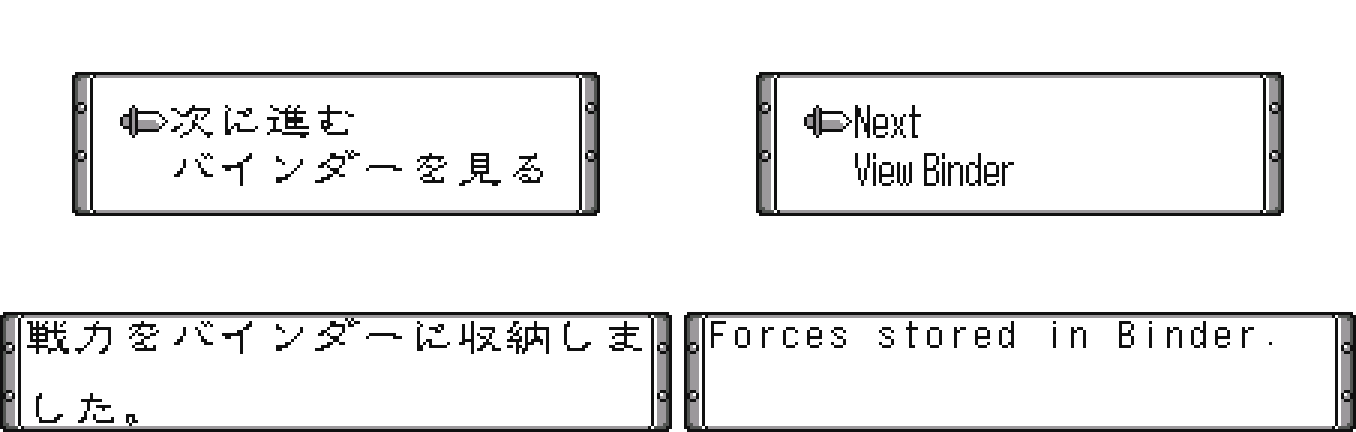 次に進む
バインダーを見る
Next
View Binder
戦力をバインダーに収納しま
した。
Forces stored in Binder.